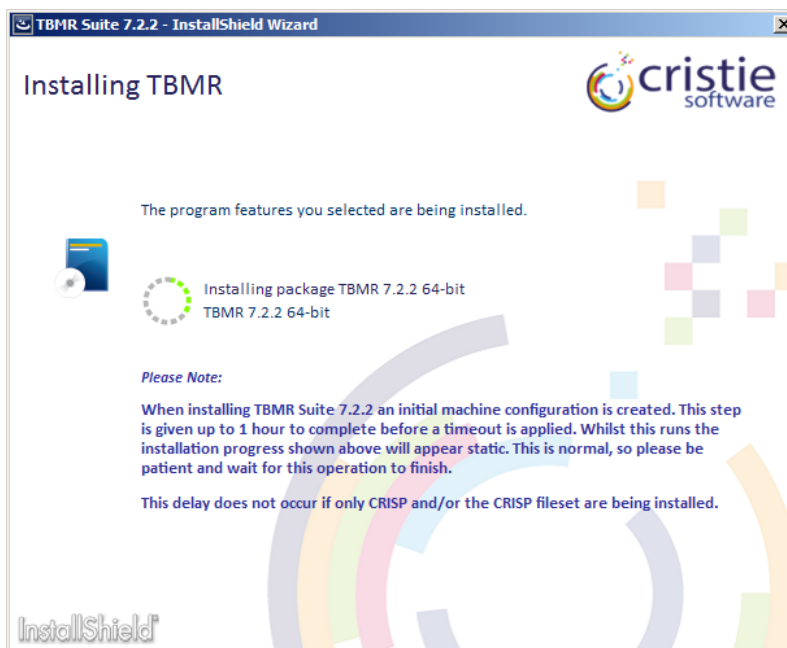 TBMR Suite 7.2.2 - InstallShield Wizard
Installing TBMR
cristie
software
The program features you selected are being installed.
Installing package TBMR 7.2.2 64-bit
TBMR 7.2.2 64-bit
Please Note:
When installing TBMR Suite 7.2.2 an initial machine configuration is created. This step
is given up to 1 hour to complete before a timeout is applied. Whilst this runs the
installation progress shown above will appear static. This is normal, so please be
patient and wait for this operation to finish.
This delay does not occur if only CRISP and/or the CRISP fileset are being installed.
InstallShield